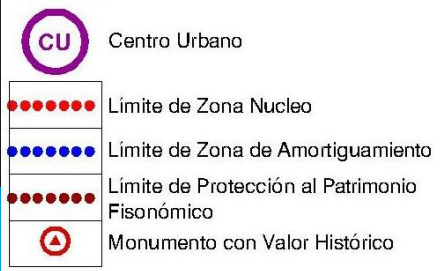 CU Centro Urbano
Límite de Zona Nucleo
Límite de Zona de Amortiguamiento
Límite de Protección al Patrimonio
Fisonómico
Monumento con Valor Histórico